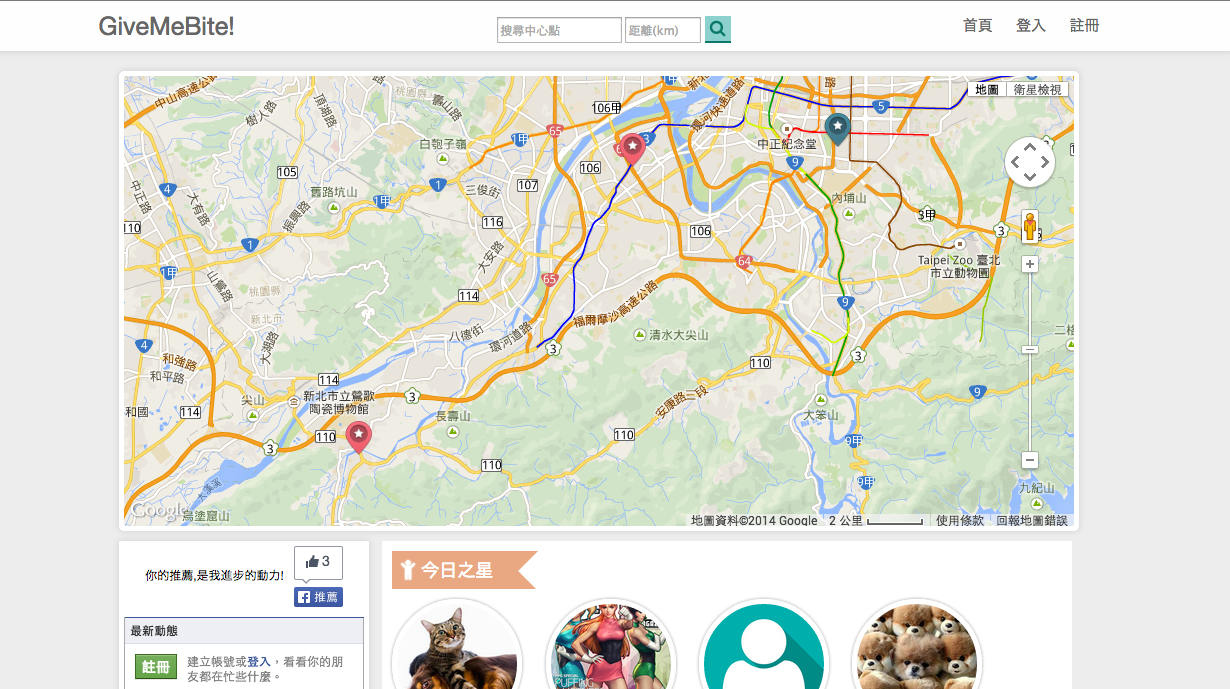 GiveMeBite!
搜尋中心點
距離(km)
首頁
登入
註冊
地圖
衛星檢視
中山高速公路
樹人路
頂湖路
桃園縣
壽山路
106甲
1甲
65
3
環河快速道路
5
白匏子嶺
中正紀念堂
9
105
106
107
1
三俊街
舊路坑山
1甲
4
中正路
大有路
振興路
內埔山
3甲
3
110
116
106
1
大安路
64
Taipei Zoo 臺北
市立動物園
1甲
山鶯路
桃園縣
65
114
福爾摩沙高速公路
9
新北市
八德街
環河道路
清水大尖山
4
大湖路
3
3
和強路
和平路
114
110
9
尖山
新北市立鶯歌
陶瓷博物館
3
安康路二段
和國
114
長壽山
大笨山
110
110
3
9甲
110
9甲
大漢溪
九紀山
Google
烏塗窟山
地圖資料©2014 Google
2 公里
使用條款
回報地圖錯誤
你的推薦,是我進步的動力!
3
推薦
今日之星
最新動態
註冊
建立帳號或登入，看看你的朋
友都在忙些什麼。